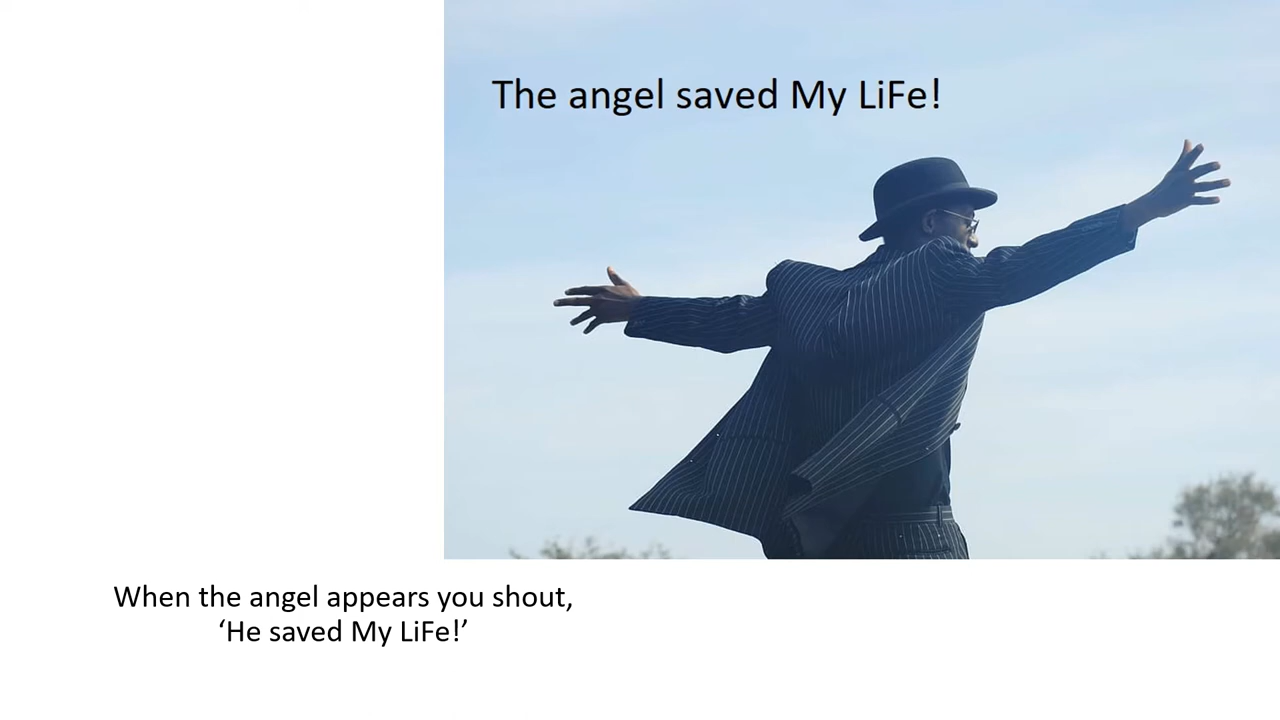 The angel saved My LiFe!
When the angel appears you shout,
‘He saved My LiFe!’